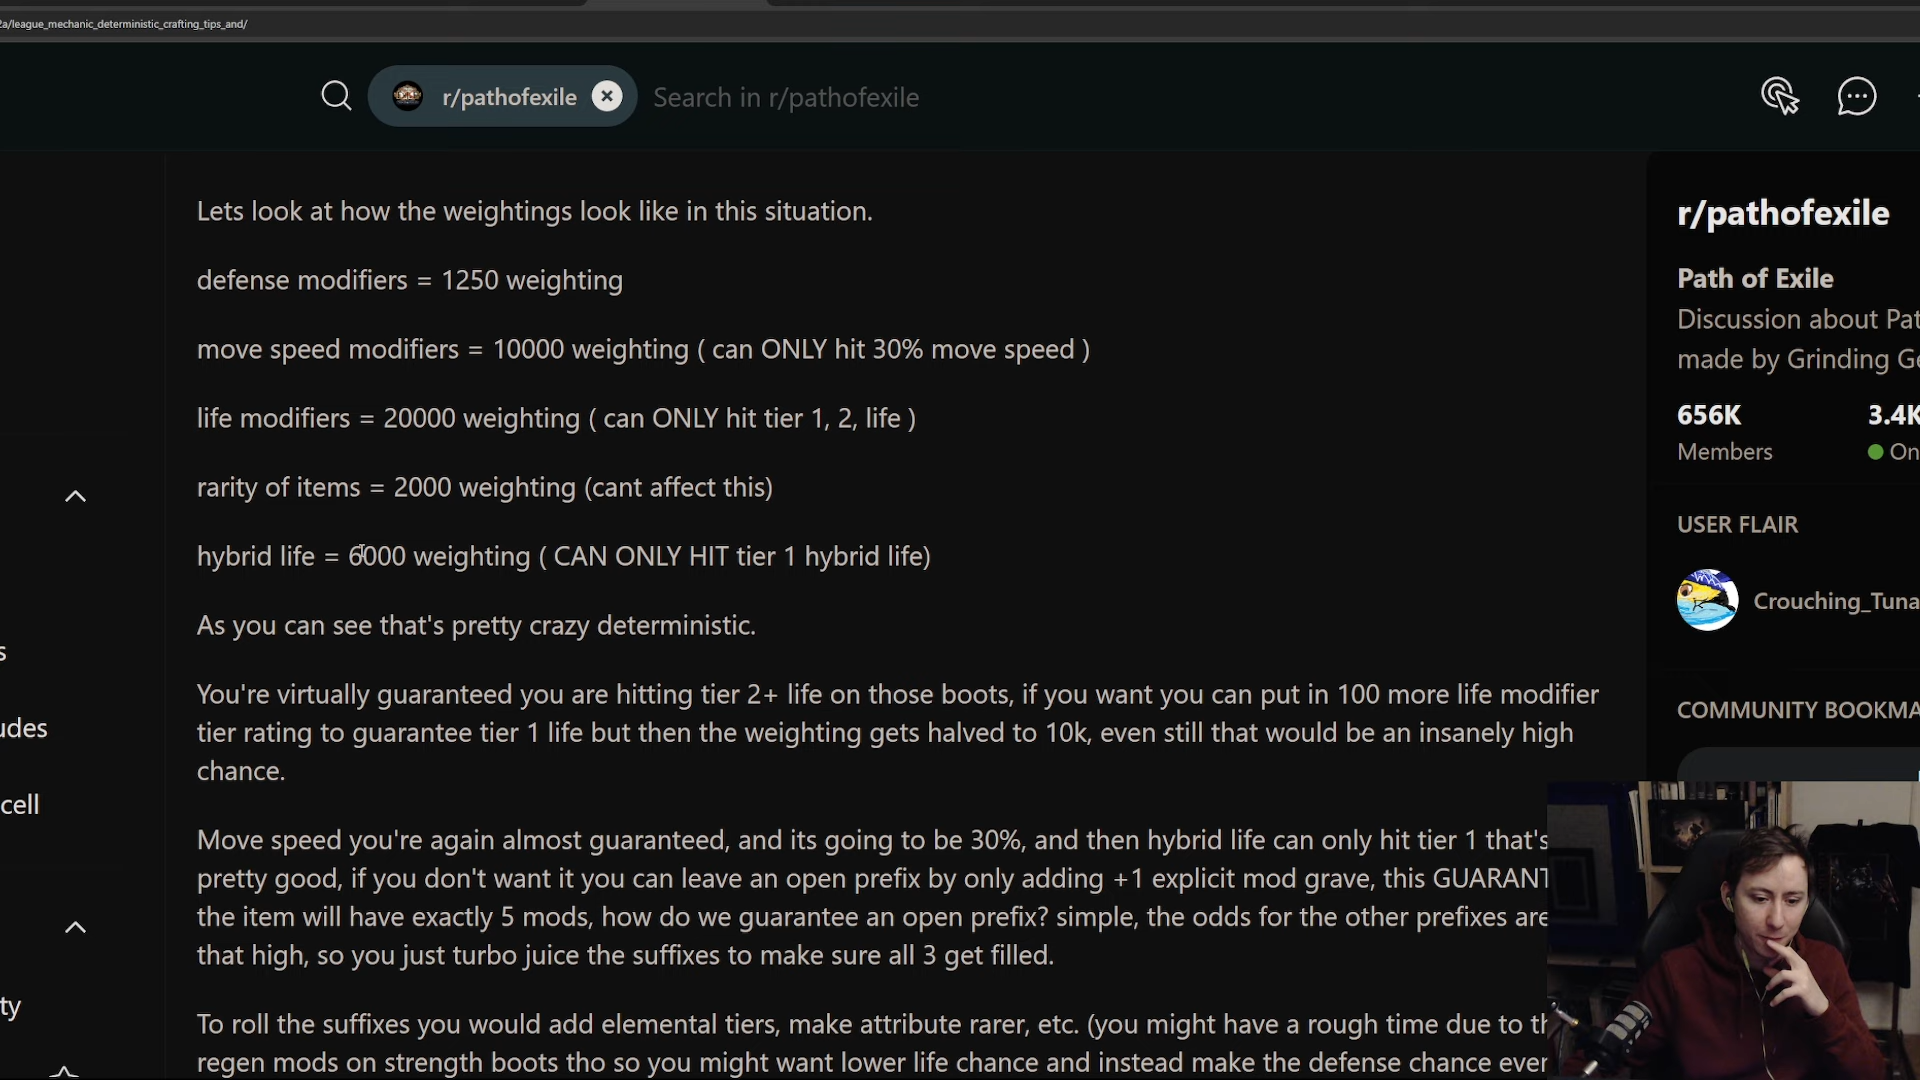 2a/league_mechanic_deterministic_crafting_tips_and/
r/pathofexile
Search in r/pathofexile
Lets look at how the weightings look like in this situation.
defense modifiers = 1250 weighting
move speed modifiers = 10000 weighting ( can ONLY hit 30% move speed )
life modifiers = 20000 weighting ( can ONLY hit tier 1, 2, life )
rarity of items = 2000 weighting (cant affect this)
hybrid life = 6000 weighting ( CAN ONLY HIT tier 1 hybrid life)
As you can see that's pretty crazy deterministic.
You're virtually guaranteed you are hitting tier 2+ life on those boots, if you want you can put in 100 more life modifier
tier rating to guarantee tier 1 life but then the weighting gets halved to 10k, even still that would be an insanely high
chance.
Move speed you're again almost guaranteed, and its going to be 30%, and then hybrid life can only hit tier 1 that's
pretty good, if you don't want it you can leave an open prefix by only adding +1 explicit mod grave, this GUARANT
the item will have exactly 5 mods, how do we guarantee an open prefix? simple, the odds for the other prefixes are
that high, so you just turbo juice the suffixes to make sure all 3 get filled.
To roll the suffixes you would add elemental tiers, make attribute rarer, etc. (you might have a rough time due to th
regen mods on strength boots tho so you might want lower life chance and instead make the defense chance ever
s
udes
cell
ty
r/pathofexile
Path of Exile
Discussion about Pat
made by Grinding Ge
656K
3.4K
Members
On
USER FLAIR
Crouching_Tuna
COMMUNITY BOOKMA